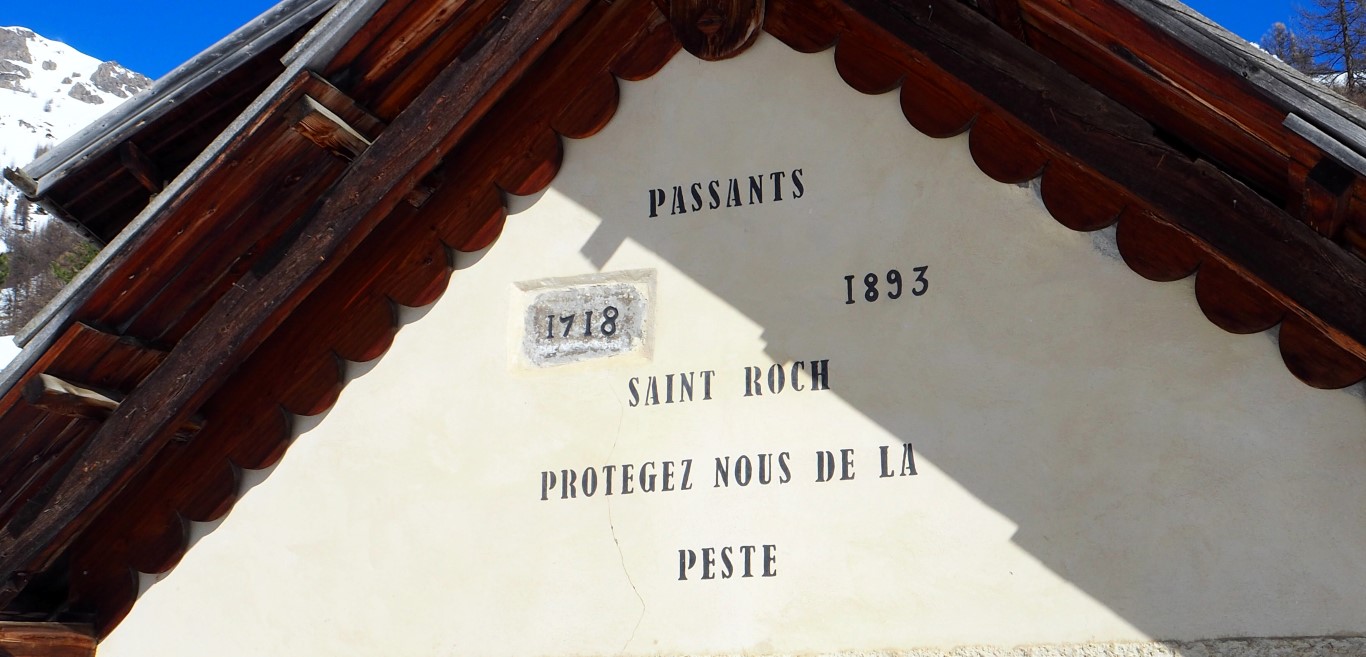 PASSANTS
1893
1718
SAINT ROCH
PROTEGEZ NOUS DE LA
PESTE